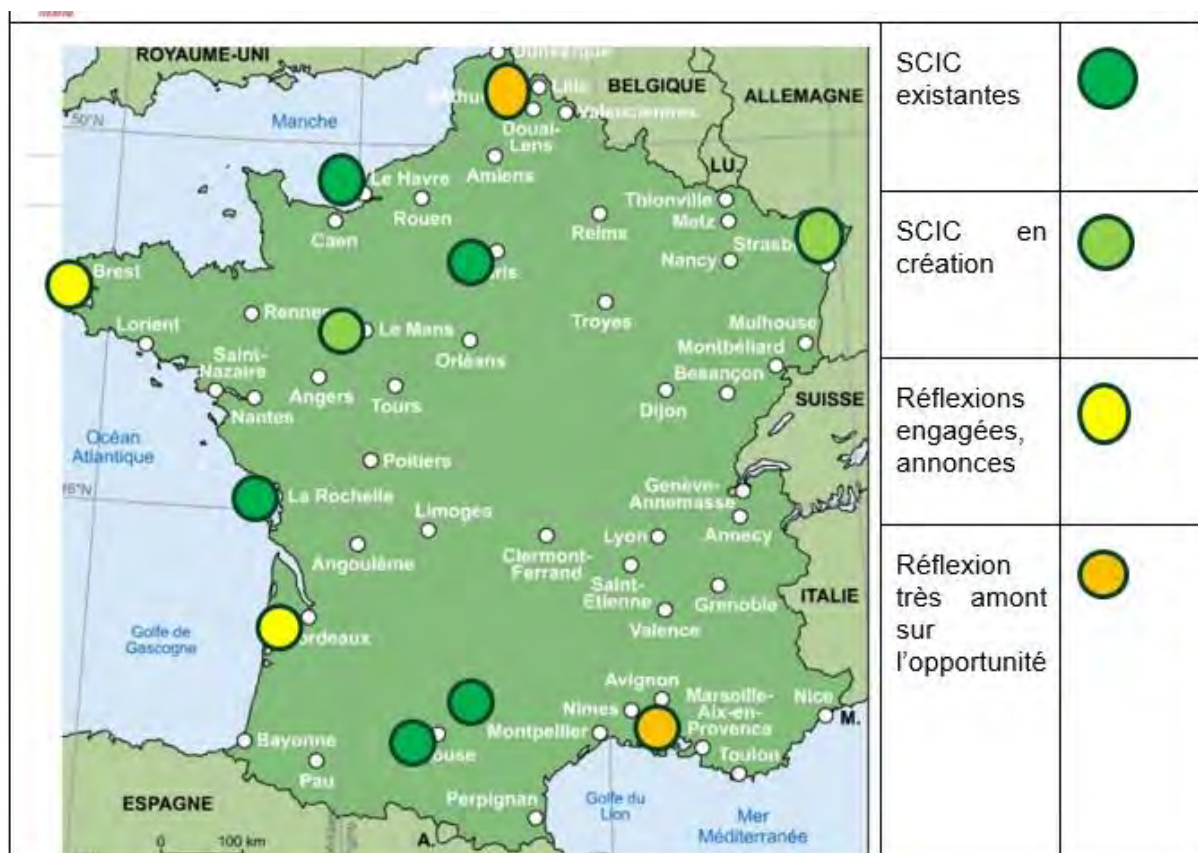 ROYAUME-UNI
BELGIQUE
ALLEMAGNE
Lille
Valenciennes
Douai-
Lens
50°N
Manche
LU.
Le Havre
Amiens
Rouen
Caen
Thionville
Metz
Reims
Nancy
Brest
Troyes
Lorient
Le Mans
Orléans
Mulhouse
Montbéliard
Saint-
Nazaire
Nantes
Angers
Tours
Besançon
Dijon
SUISSE
Océan
Atlantique
Poitiers
La Rochelle
Limoges
Genève-
Annemasse
Annecy
Angoulême
Clermont-
Ferrand
Lyon
Saint-
Etienne
Grenoble
ITALIE
Valence
Golfe de
Gascogne
Avignon
Nîmes
Marseille-
Aix-en-
Provence
Nice
M.
Montpellier
Toulon
Bayonne
Pau
Perpignan
ESPAGNE
A.
Golfe du
Lion
Mer
Méditerranée
0 100 km
SCIC
existantes
SCIC en
création
Réflexions
engagées,
annonces
Réflexion
très amont
sur
l'opportunité